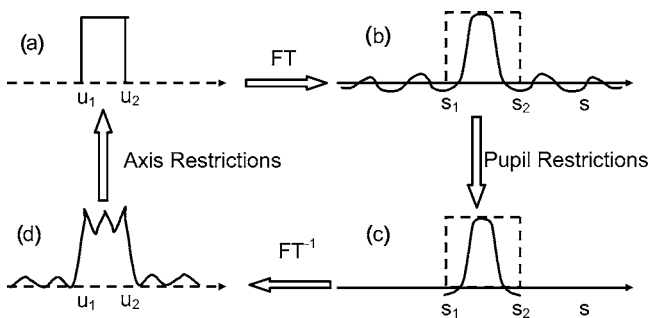 (a)
u₁ u₂
FT
(b)
s₁ s₂ s
Axis Restrictions
Pupil Restrictions
(d)
u₁ u₂
FT⁻¹
(c)
s₁ s₂ s